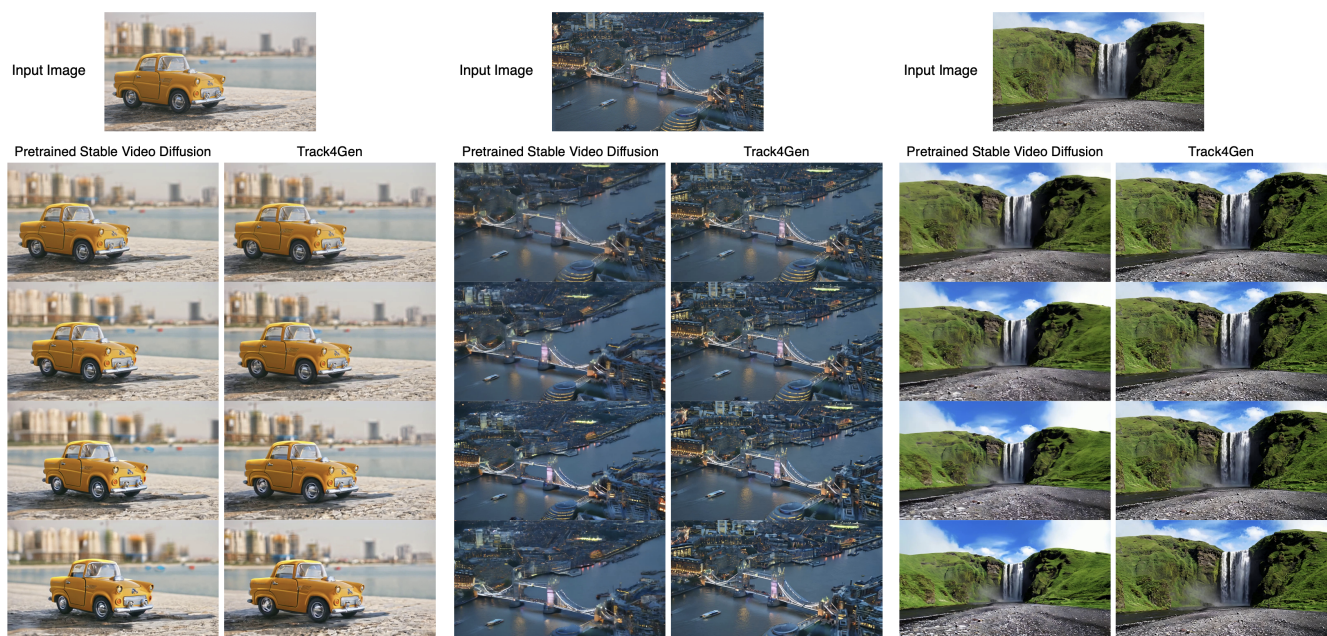 Input Image
Input Image
Input Image
Pretrained Stable Video Diffusion
Track4Gen
Pretrained Stable Video Diffusion
Track4Gen
Pretrained Stable Video Diffusion
Track4Gen